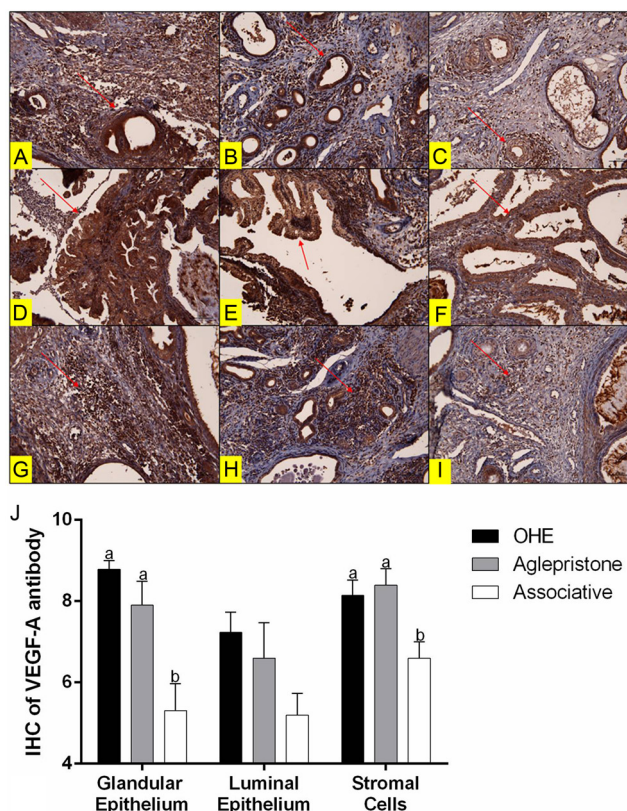 A
B
C
D
E
F
G
H
I
J
IHC of VEGF-A antibody
10
8
6
4
a
a
b
a
a
b
OHE
Aglepristone
Associative
Glandular
Epithelium
Luminal
Epithelium
Stromal
Cells